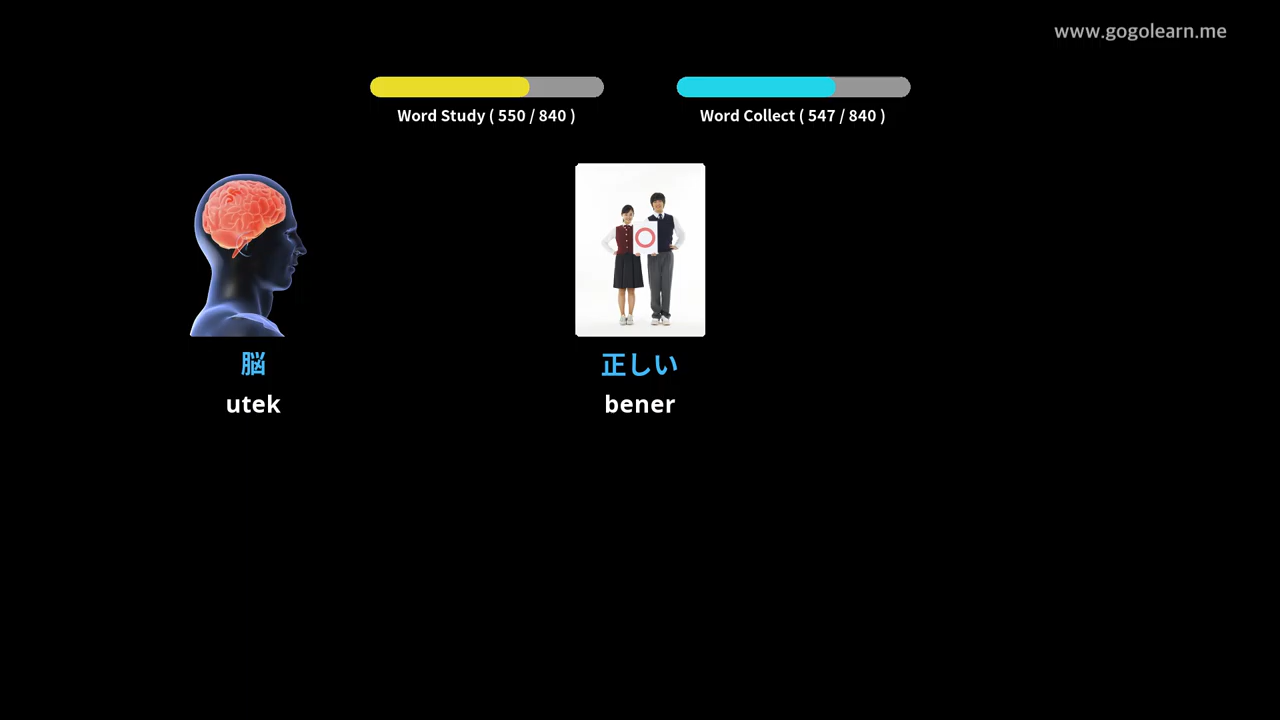 www.gogolearn.me
Word Study ( 550 / 840 )
Word Collect ( 547 / 840 )
脳
utek
正しい
bener